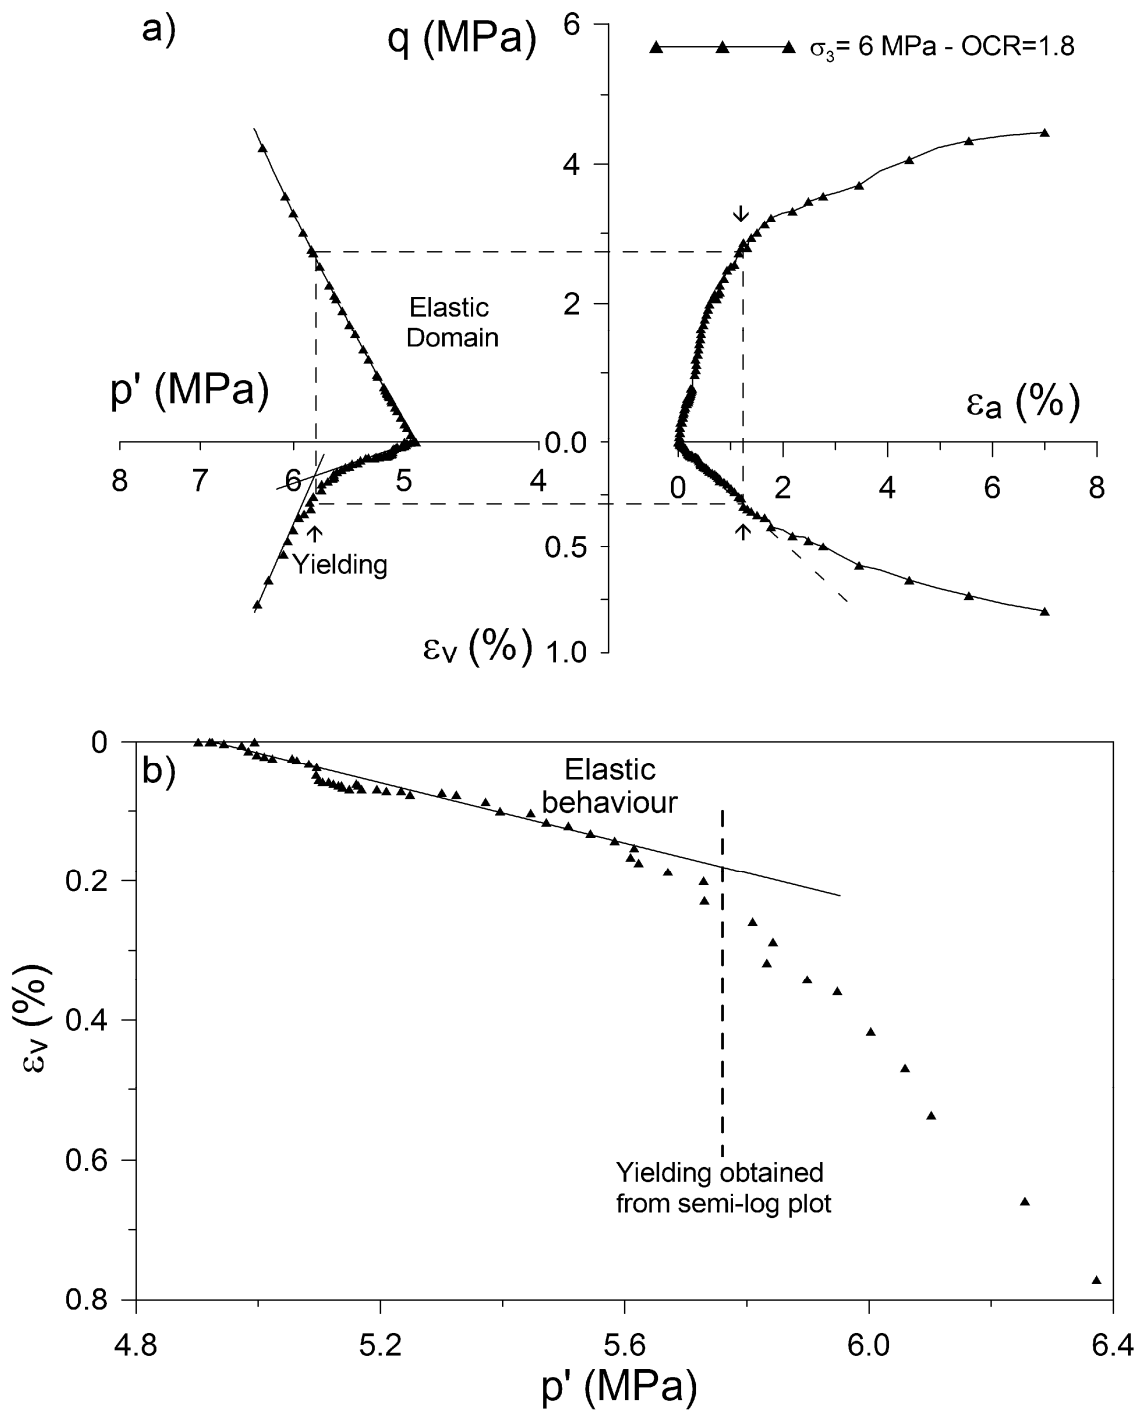 a)
q (MPa)
6
σ3= 6 MPa - OCR=1.8
4
Elastic
Domain
2
p' (MPa)
εa (%)
8 7 6 5 4
0.0
0 2 4 6 8
0.5
Yielding
εv (%)
1.0
0
b)
Elastic
behaviour
0.2
εv (%)
0.4
0.6
Yielding obtained
from semi-log plot
0.8
4.8 5.2 5.6 6.0 6.4
p' (MPa)